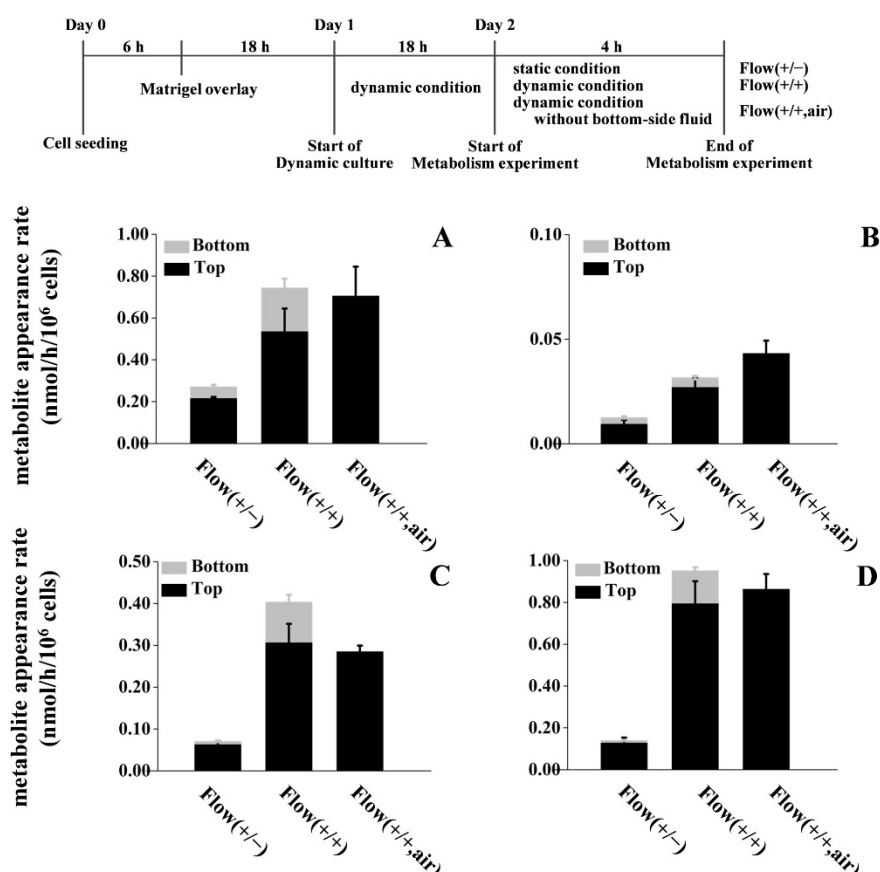 Day 0 Day 1 Day 2
6 h 18 h 18 h 4 h
Matrigel overlay
dynamic condition
static condition Flow(+/−)
dynamic condition Flow(+/+)
dynamic condition
without bottom-side fluid Flow(+/+,air)
Cell seeding
Start of
Dynamic culture
Start of
Metabolism experiment
End of
Metabolism experiment
metabolite appearance rate
(nmol/h/10⁶ cells)
A
1.00
0.80
0.60
0.40
0.20
0.00
Bottom
Top
Flow(+/−)
Flow(+/+)
Flow(+/+,air)
B
0.10
0.05
0.00
Bottom
Top
Flow(+/−)
Flow(+/+)
Flow(+/+,air)
metabolite appearance rate
(nmol/h/10⁶ cells)
C
0.50
0.40
0.30
0.20
0.10
0.00
Bottom
Top
Flow(+/−)
Flow(+/+)
Flow(+/+,air)
D
1.00
0.80
0.60
0.40
0.20
0.00
Bottom
Top
Flow(+/−)
Flow(+/+)
Flow(+/+,air)